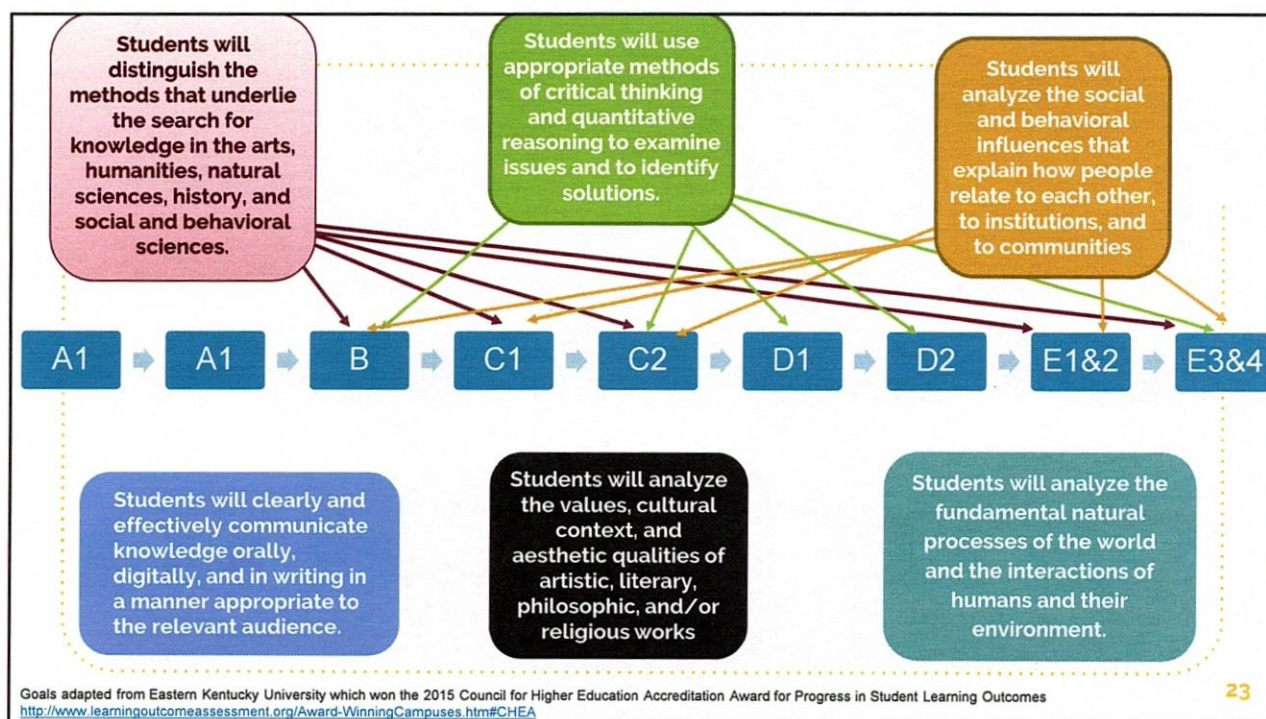 Students will
distinguish the
methods that underlie
the search for
knowledge in the arts,
humanities, natural
sciences, history, and
social and behavioral
sciences.
Students will use
appropriate methods
of critical thinking
and quantitative
reasoning to examine
issues and to identify
solutions.
Students will
analyze the social
and behavioral
influences that
explain how people
relate to each other,
to institutions, and
to communities
A1
A1
B
C1
C2
D1
D2
E1&2
E3&4
Students will clearly and
effectively communicate
knowledge orally,
digitally, and in writing in
a manner appropriate to
the relevant audience.
Students will analyze
the values, cultural
context, and
aesthetic qualities of
artistic, literary,
philosophic, and/or
religious works
Students will analyze the
fundamental natural
processes of the world
and the interactions of
humans and their
environment.
Goals adapted from Eastern Kentucky University which won the 2015 Council for Higher Education Accreditation Award for Progress in Student Learning Outcomes
http://www.learningoutcomeassessment.org/Award-WinningCampuses.htm#CHEA
23